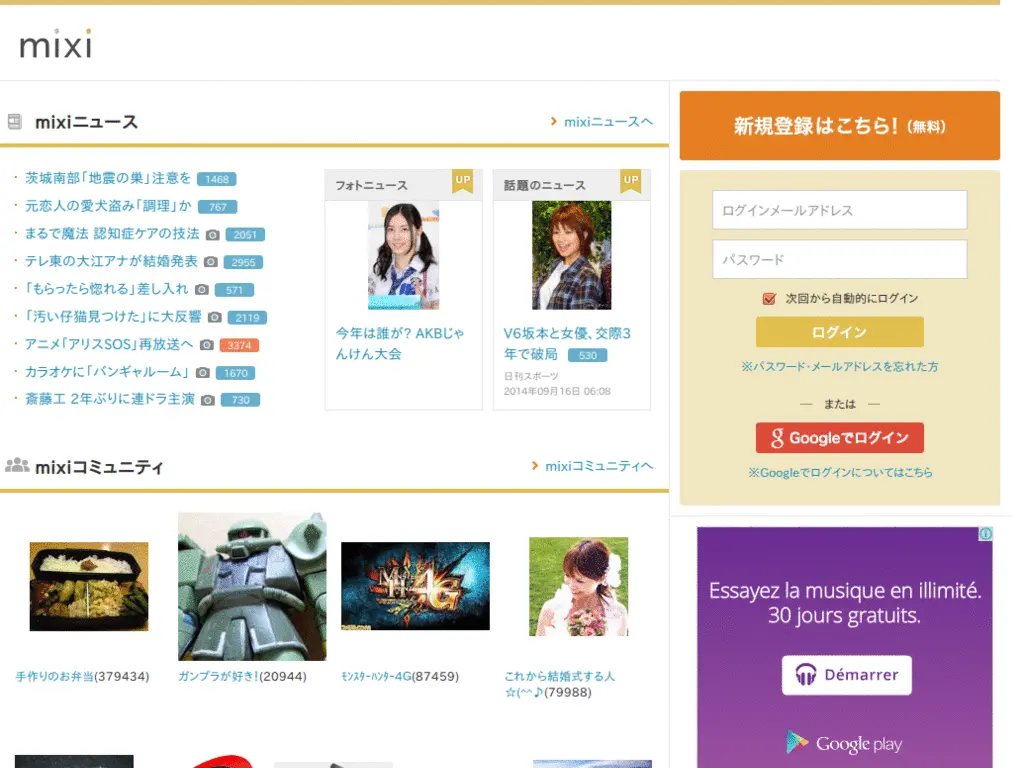 mixi
mixiニュース
mixiニュースへ
茨城南部「地震の巣」注意を 1468
元恋人の愛犬盗み「調理」か 767
まるで魔法 認知症ケアの技法 2051
テレ東の大江アナが結婚発表 2955
「もらったら惚れる」差し入れ 571
「汚い仔猫見つけた」に大反響 2119
アニメ「アリスSOS」再放送へ 3374
カラオケに「バンギャルーム」 1670
斎藤工 2年ぶりに連ドラ主演 730
フォトニュース
UP
今年は誰が? AKBじゃ
んけん大会
話題のニュース
UP
V6坂本と女優、交際3
年で破局 530
日刊スポーツ
2014年09月16日 06:08
mixiコミュニティ
mixiコミュニティへ
MH4G
手作りのお弁当(379434)
ガンプラが好き!(20944)
ﾓﾝｽﾀｰﾊﾝﾀｰ4G(87459)
これから結婚式する人
☆(^^♪(79988)
新規登録はこちら!(無料)
ログインメールアドレス
パスワード
次回から自動的にログイン
ログイン
※パスワード・メールアドレスを忘れた方
または
Googleでログイン
※Googleでログインについてはこちら
Essayez la musique en illimité.
30 jours gratuits.
Démarrer
Google play